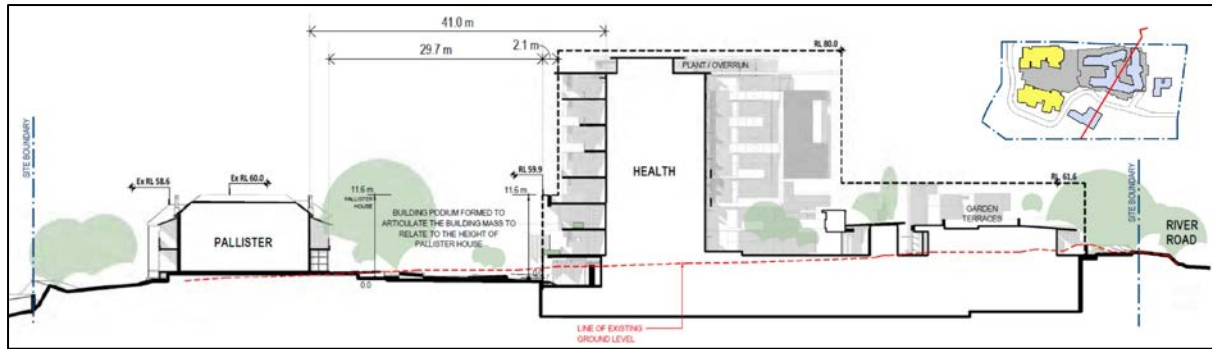 41.0 m
29.7 m
2.1 m
RL 80.0
PLANT / OVERRUN
SITE BOUNDARY
Ex RL 58.6
Ex RL 60.0
11.6 m
PALLISTER
HOUSE
RL 59.9
11.6 m
HEALTH
RL 61.6
SITE BOUNDARY
PALLISTER
BUILDING PODIUM FORMED TO
ARTICULATE THE BUILDING MASS TO
RELATE TO THE HEIGHT OF
PALLISTER HOUSE
GARDEN
TERRACES
RIVER
ROAD
0.0
LINE OF EXISTING
GROUND LEVEL